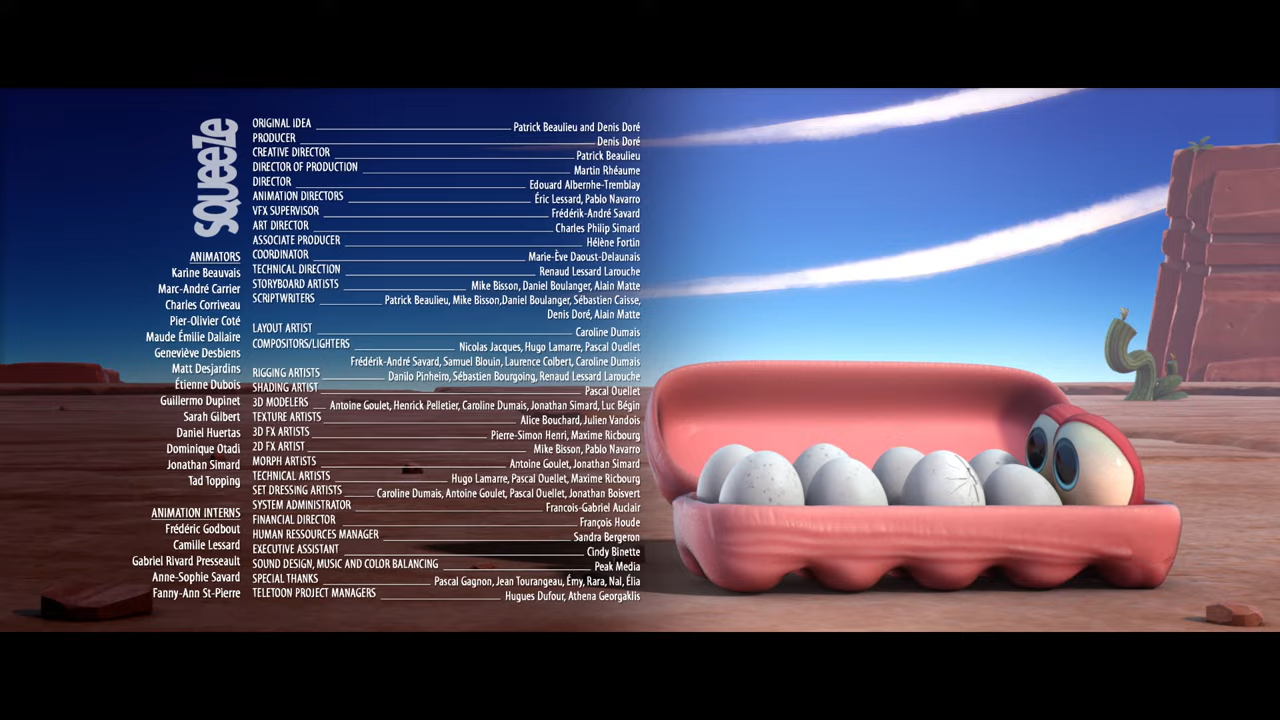 squeeze
ORIGINAL IDEA Patrick Beaulieu and Denis Doré
PRODUCER Denis Doré
CREATIVE DIRECTOR Patrick Beaulieu
DIRECTOR OF PRODUCTION Martin Rhéaume
DIRECTOR Edouard Albernhe-Tremblay
ANIMATION DIRECTORS Éric Lessard, Pablo Navarro
VFX SUPERVISOR Frédérik-André Savard
ART DIRECTOR Charles Philip Simard
ASSOCIATE PRODUCER Hélène Fortin
COORDINATOR Marie-Ève Daoust-Delaunais
TECHNICAL DIRECTION Renaud Lessard Larouche
STORYBOARD ARTISTS Mike Bisson, Daniel Boulanger, Alain Matte
SCRIPTWRITERS Patrick Beaulieu, Mike Bisson,Daniel Boulanger, Sébastien Caisse,
Denis Doré, Alain Matte
LAYOUT ARTIST Caroline Dumais
COMPOSITORS/LIGHTERS Nicolas Jacques, Hugo Lamarre, Pascal Ouellet
Frédérik-André Savard, Samuel Blouin, Laurence Colbert, Caroline Dumais
RIGGING ARTISTS Danilo Pinheiro, Sébastien Bourgoing, Renaud Lessard Larouche
SHADING ARTIST Pascal Ouellet
3D MODELERS Antoine Goulet, Henrick Pelletier, Caroline Dumais, Jonathan Simard, Luc Bégin
TEXTURE ARTISTS Alice Bouchard, Julien Vandois
3D FX ARTISTS Pierre-Simon Henri, Maxime Ricbourg
2D FX ARTIST Mike Bisson, Pablo Navarro
MORPH ARTISTS Antoine Goulet, Jonathan Simard
TECHNICAL ARTISTS Hugo Lamarre, Pascal Ouellet, Maxime Ricbourg
SET DRESSING ARTISTS Caroline Dumais, Antoine Goulet, Pascal Ouellet, Jonathan Boisvert
SYSTEM ADMINISTRATOR Francois-Gabriel Auclair
FINANCIAL DIRECTOR François Houde
HUMAN RESSOURCES MANAGER Sandra Bergeron
EXECUTIVE ASSISTANT Cindy Binette
SOUND DESIGN, MUSIC AND COLOR BALANCING Peak Media
SPECIAL THANKS Pascal Gagnon, Jean Tourangeau, Émy, Rara, Nal, Élia
TELETOON PROJECT MANAGERS Hugues Dufour, Athena Georgaklis
ANIMATORS
Karine Beauvais
Marc-André Carrier
Charles Corriveau
Pier-Olivier Coté
Maude Émilie Dallaire
Geneviève Desbiens
Matt Desjardins
Étienne Dubois
Guillermo Dupinet
Sarah Gilbert
Daniel Huertas
Dominique Otadi
Jonathan Simard
Tad Topping
ANIMATION INTERNS
Frédéric Godbout
Camille Lessard
Gabriel Rivard Presseault
Anne-Sophie Savard
Fanny-Ann St-Pierre